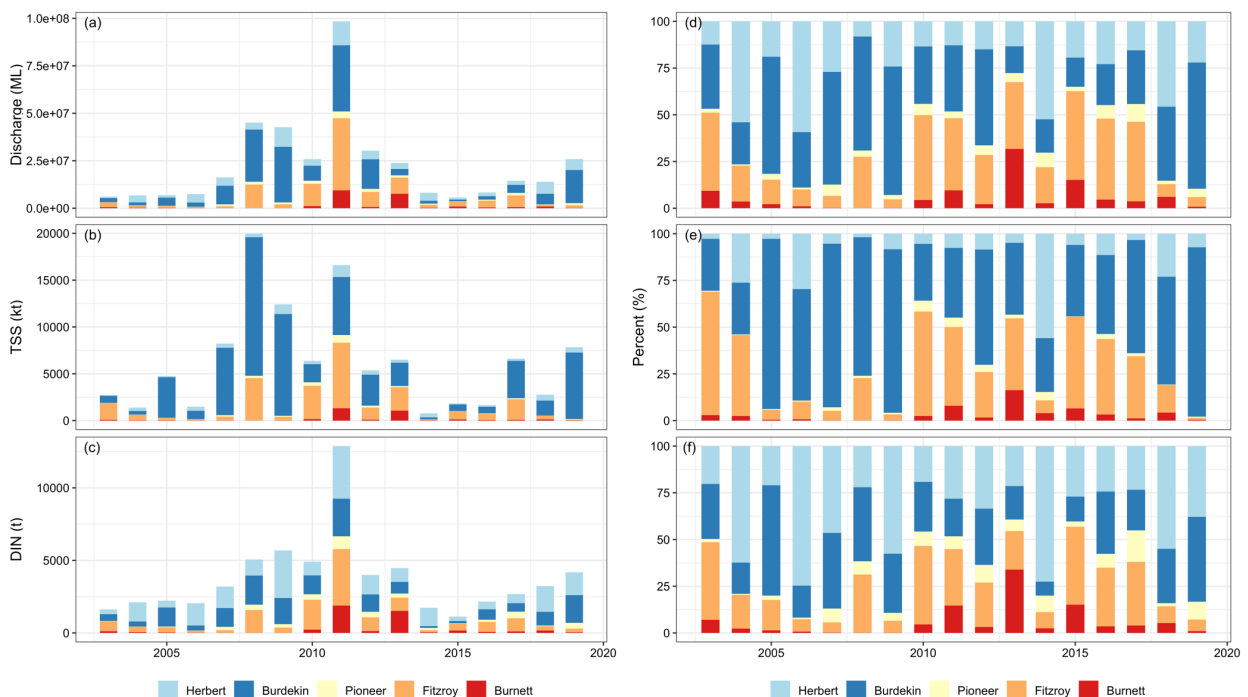 (a)
Discharge (ML)
1.0e+08
7.5e+07
5.0e+07
2.5e+07
0.0e+00
(b)
TSS (kt)
20000
15000
10000
5000
0
(c)
DIN (t)
10000
5000
0
2005 2010 2015 2020
Herbert Burdekin Pioneer Fitzroy Burnett
(d)
100
75
50
25
0
(e)
Percent (%)
100
75
50
25
0
(f)
100
75
50
25
0
2005 2010 2015 2020
Herbert Burdekin Pioneer Fitzroy Burnett